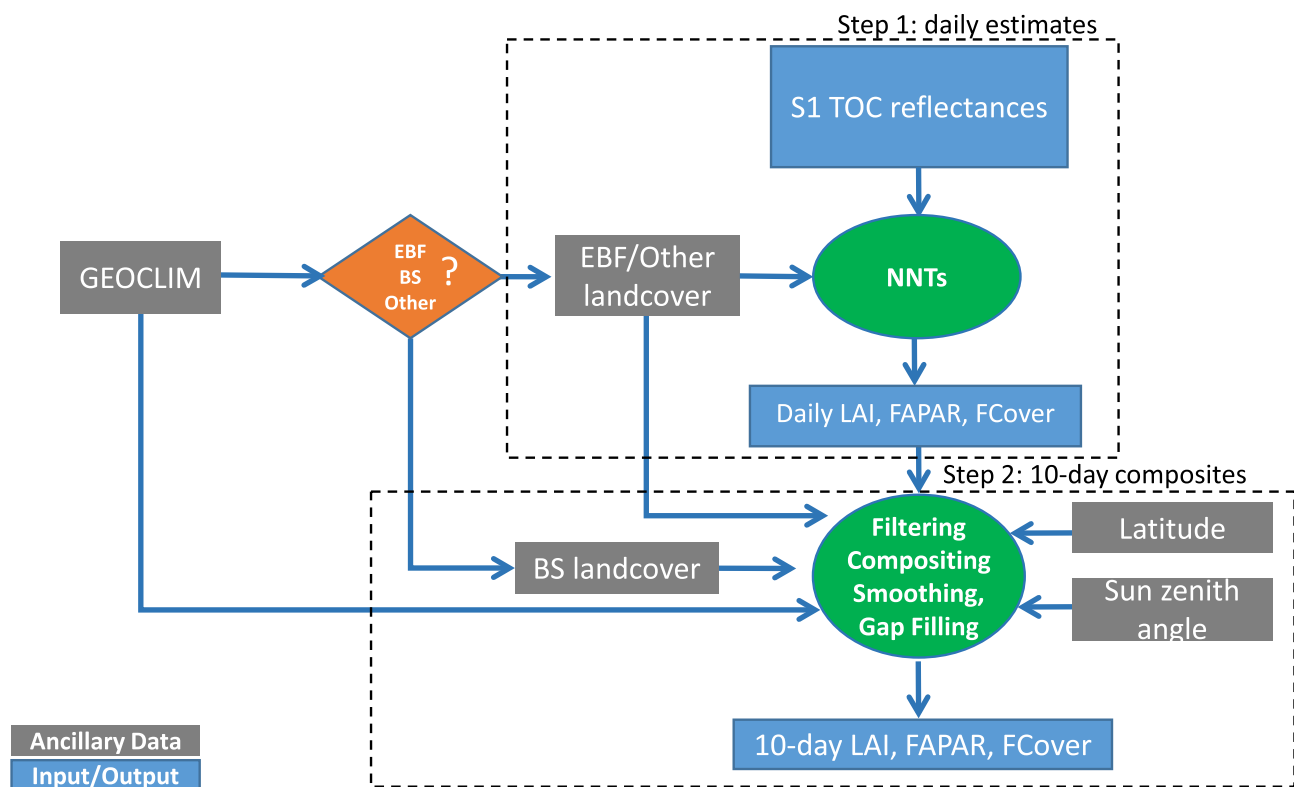 Step 1: daily estimates
S1 TOC reflectances
GEOCLIM
EBF
BS
Other
?
EBF/Other
landcover
NNTs
Daily LAI, FAPAR, FCover
Step 2: 10-day composites
Filtering
Compositing
Smoothing,
Gap Filling
Latitude
BS landcover
Sun zenith
angle
10-day LAI, FAPAR, FCover
Ancillary Data
Input/Output